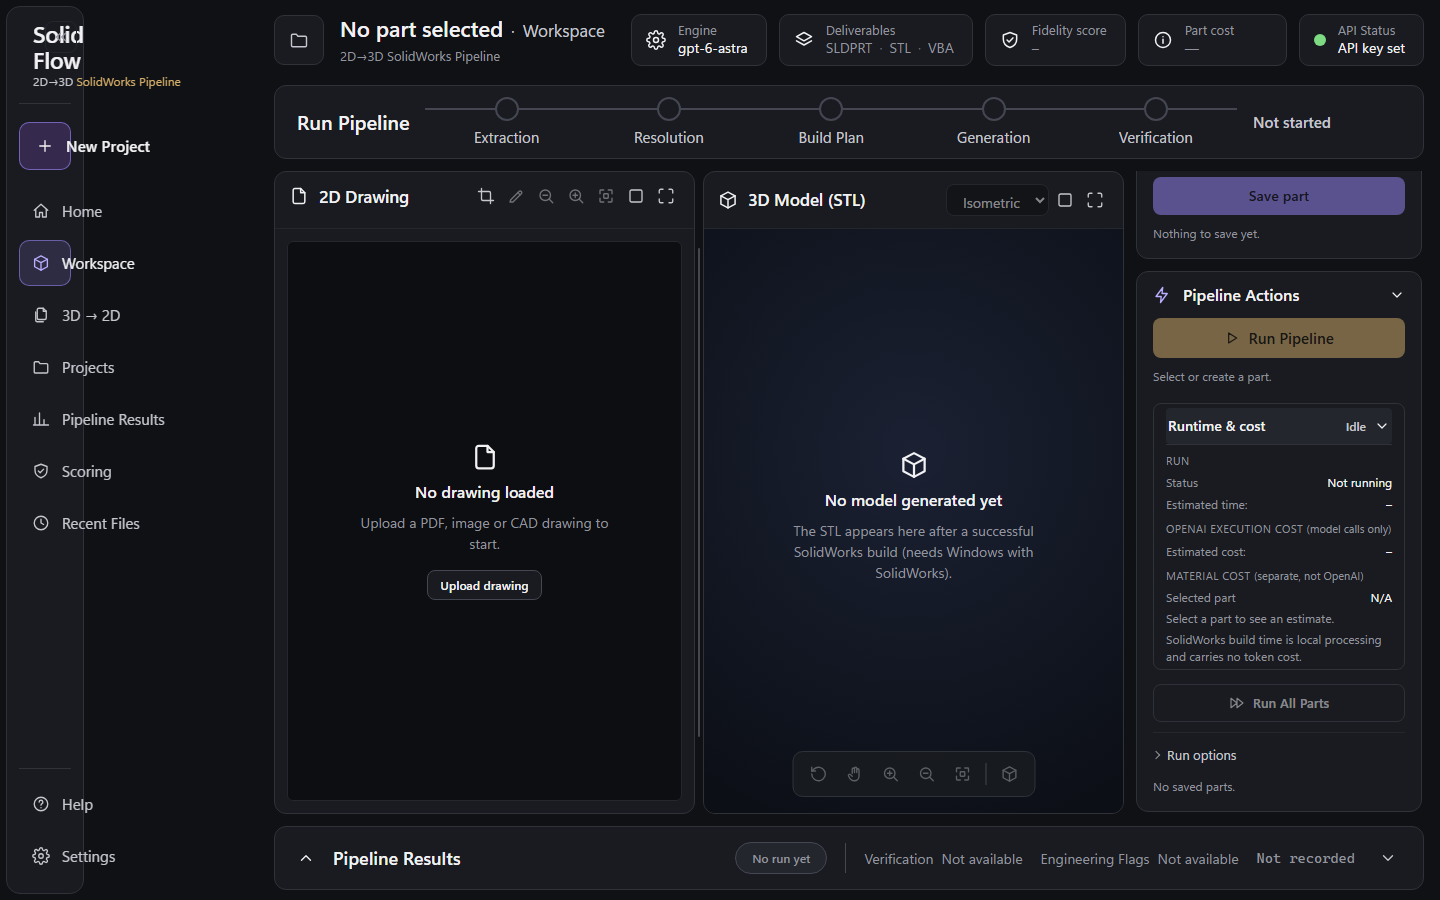 Solid
Flow
2D→3D SolidWorks Pipeline
New Project
Home
Workspace
3D → 2D
Projects
Pipeline Results
Scoring
Recent Files
Help
Settings
No part selected · Workspace
2D→3D SolidWorks Pipeline
Engine
gpt-6-astra
Deliverables
SLDPRT · STL · VBA
Fidelity score
–
Part cost
—
API Status
API key set
Run Pipeline
Extraction
Resolution
Build Plan
Generation
Verification
Not started
2D Drawing
No drawing loaded
Upload a PDF, image or CAD drawing to
start.
Upload drawing
3D Model (STL)
Isometric
No model generated yet
The STL appears here after a successful
SolidWorks build (needs Windows with
SolidWorks).
Save part
Nothing to save yet.
Pipeline Actions
Run Pipeline
Select or create a part.
Runtime & cost Idle
RUN
Status Not running
Estimated time: –
OPENAI EXECUTION COST (model calls only)
Estimated cost: –
MATERIAL COST (separate, not OpenAI)
Selected part N/A
Select a part to see an estimate.
SolidWorks build time is local processing
and carries no token cost.
Run All Parts
Run options
No saved parts.
Pipeline Results
No run yet
Verification Not available
Engineering Flags Not available
Not recorded